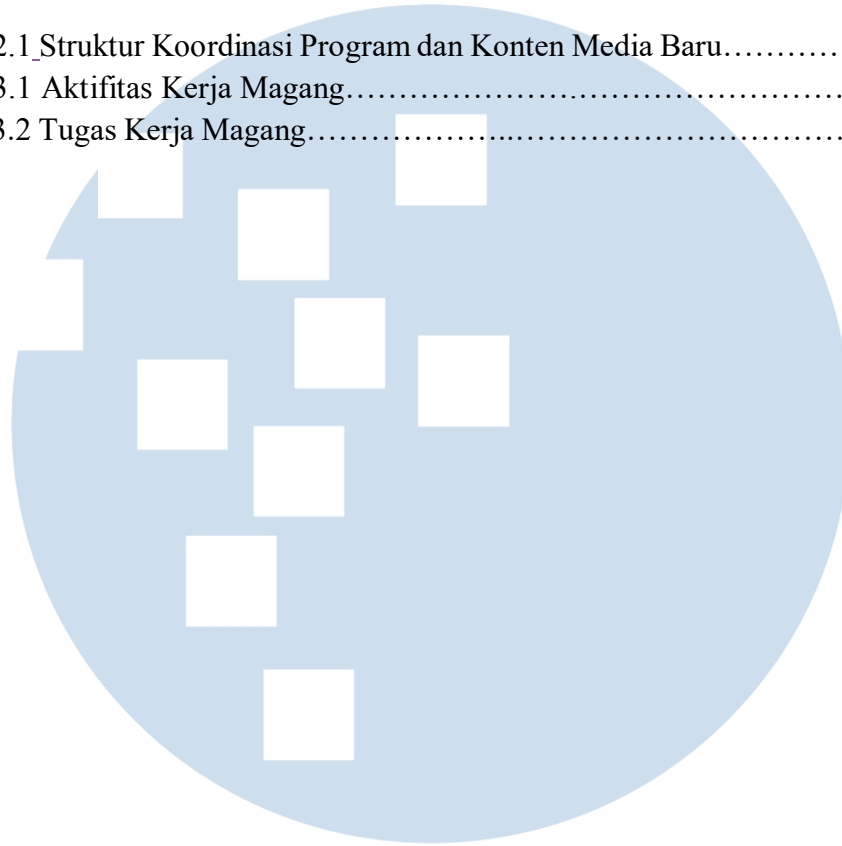 2.1 Struktur Koordinasi Program dan Konten Media Baru…………
3.1 Aktifitas Kerja Magang…………………….……………………………
3.2 Tugas Kerja Magang………………...…………………………………